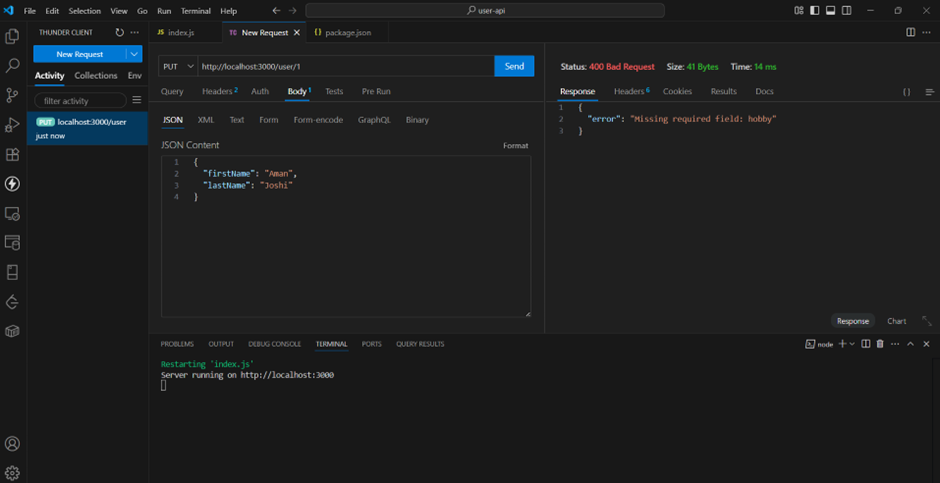 File Edit Selection View Go Run Terminal Help
user-api
THUNDER CLIENT
New Request
Activity Collections Env
filter activity
PUT localhost:3000/user
just now
JS index.js TC New Request {} package.json
PUT http://localhost:3000/user/1 Send
Query Headers 2 Auth Body 1 Tests Pre Run
JSON XML Text Form Form-encode GraphQL Binary
JSON Content Format
1 {
2 "firstName": "Aman",
3 "lastName": "Joshi"
4 }
Status: 400 Bad Request Size: 41 Bytes Time: 14 ms
Response Headers 6 Cookies Results Docs {}
1 {
2 "error": "Missing required field: hobby"
3 }
Response Chart
PROBLEMS OUTPUT DEBUG CONSOLE TERMINAL PORTS QUERY RESULTS node
Restarting 'index.js'
Server running on http://localhost:3000